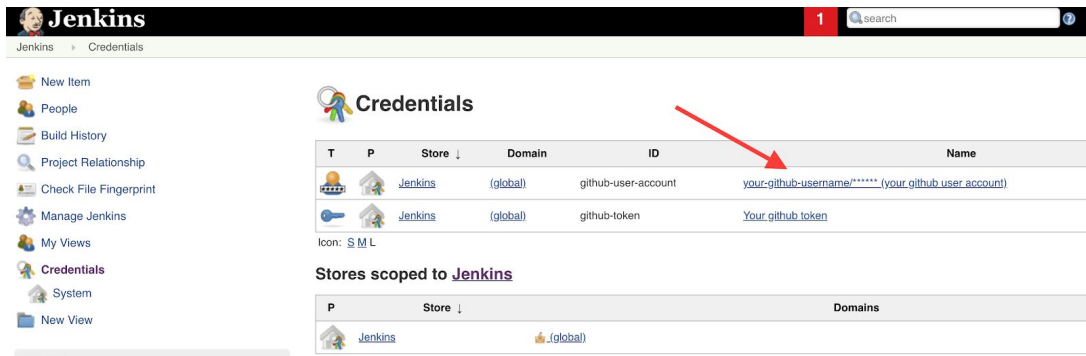 Jenkins
1
search
Jenkins Credentials
New Item
People
Build History
Project Relationship
Check File Fingerprint
Manage Jenkins
My Views
Credentials
System
New View
Credentials
T P Store ↓ Domain ID Name
Jenkins (global) github-user-account your-github-username/****** (your github user account)
Jenkins (global) github-token Your github token
Icon: S M L
Stores scoped to Jenkins
P Store ↓ Domains
Jenkins (global)